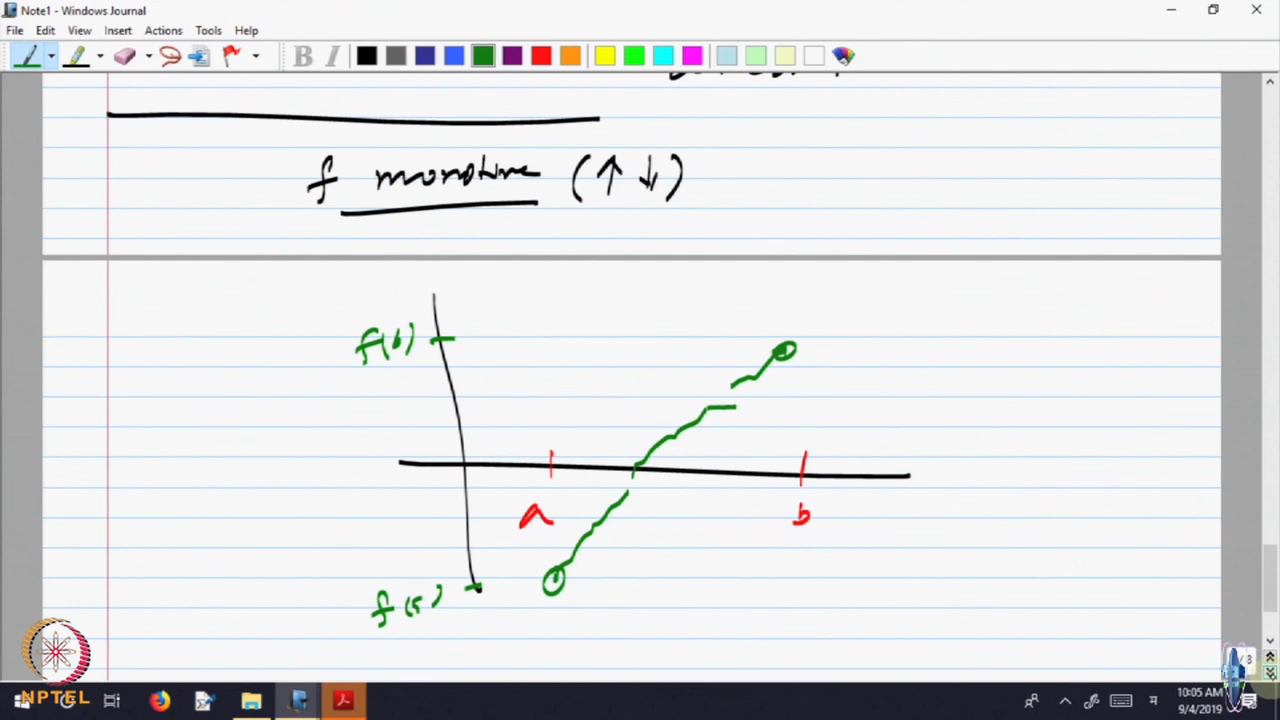 Note1 - Windows Journal
File Edit View Insert Actions Tools Help
B I
f monotone (↑ ↓)
f(b)
a
b
f(a)
NPTEL
10:05 AM
9/4/2019